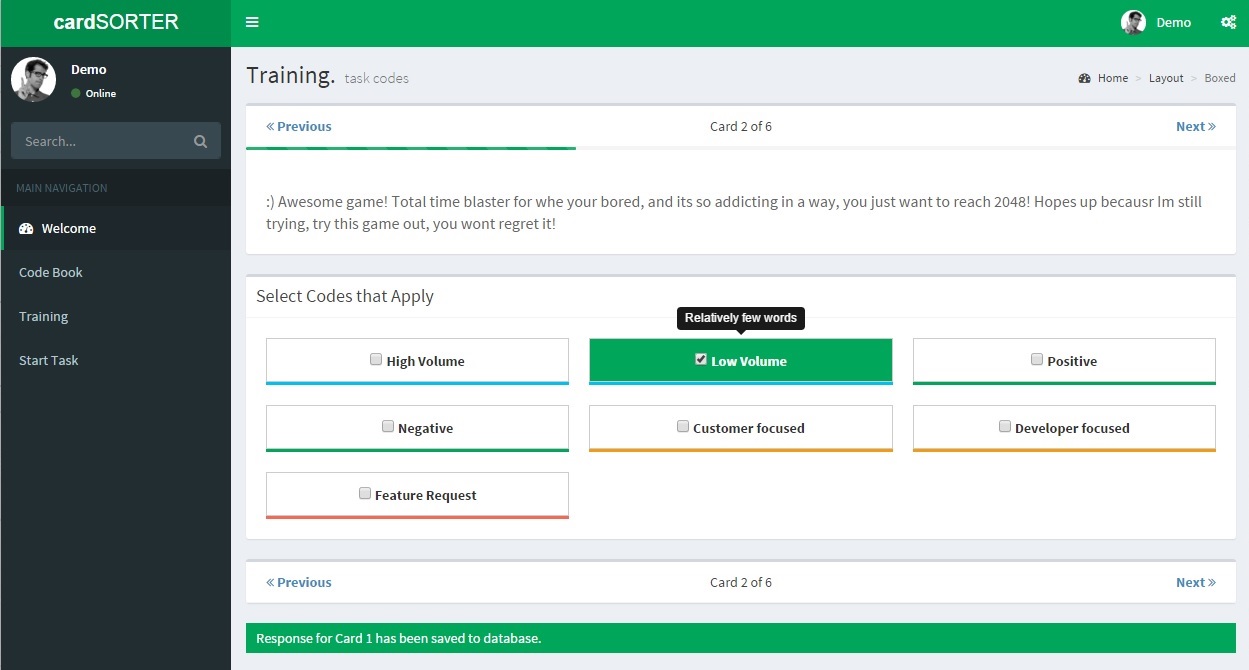 cardSORTER
Demo
Demo
Online
Search...
MAIN NAVIGATION
Welcome
Code Book
Training
Start Task
Training. task codes
Home > Layout > Boxed
« Previous Card 2 of 6 Next »
:) Awesome game! Total time blaster for whe your bored, and its so addicting in a way, you just want to reach 2048! Hopes up becausr Im still
trying, try this game out, you wont regret it!
Select Codes that Apply
Relatively few words
High Volume Low Volume Positive
Negative Customer focused Developer focused
Feature Request
« Previous Card 2 of 6 Next »
Response for Card 1 has been saved to database.